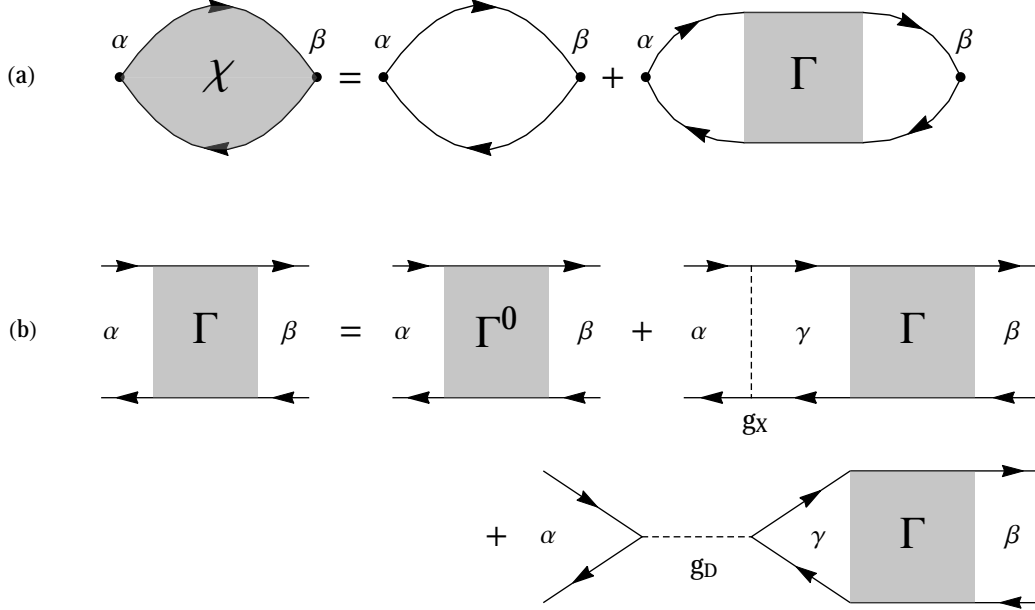 (a) α χ β = α β + α Γ β
(b) α Γ β = α Γ⁰ β + α γ Γ β
gX
+ α γ Γ β
gD